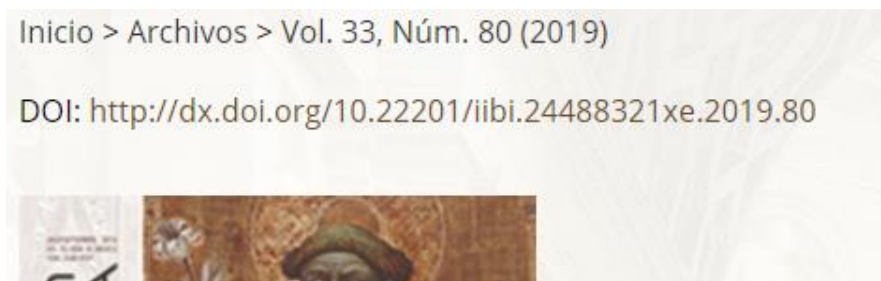 Inicio > Archivos > Vol. 33, Núm. 80 (2019)
DOI: http://dx.doi.org/10.22201/iibi.24488321xe.2019.80